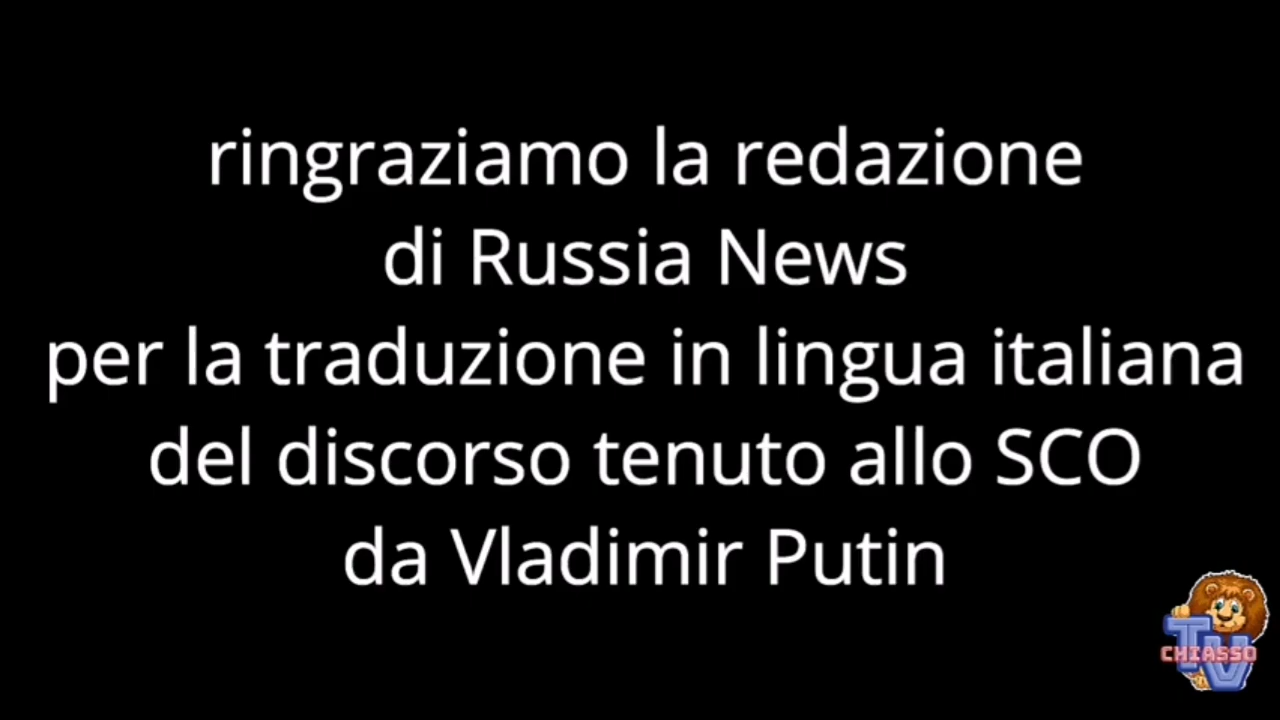 ringraziamo la redazione
di Russia News
per la traduzione in lingua italiana
del discorso tenuto allo SCO
da Vladimir Putin
TV
CHIASSO